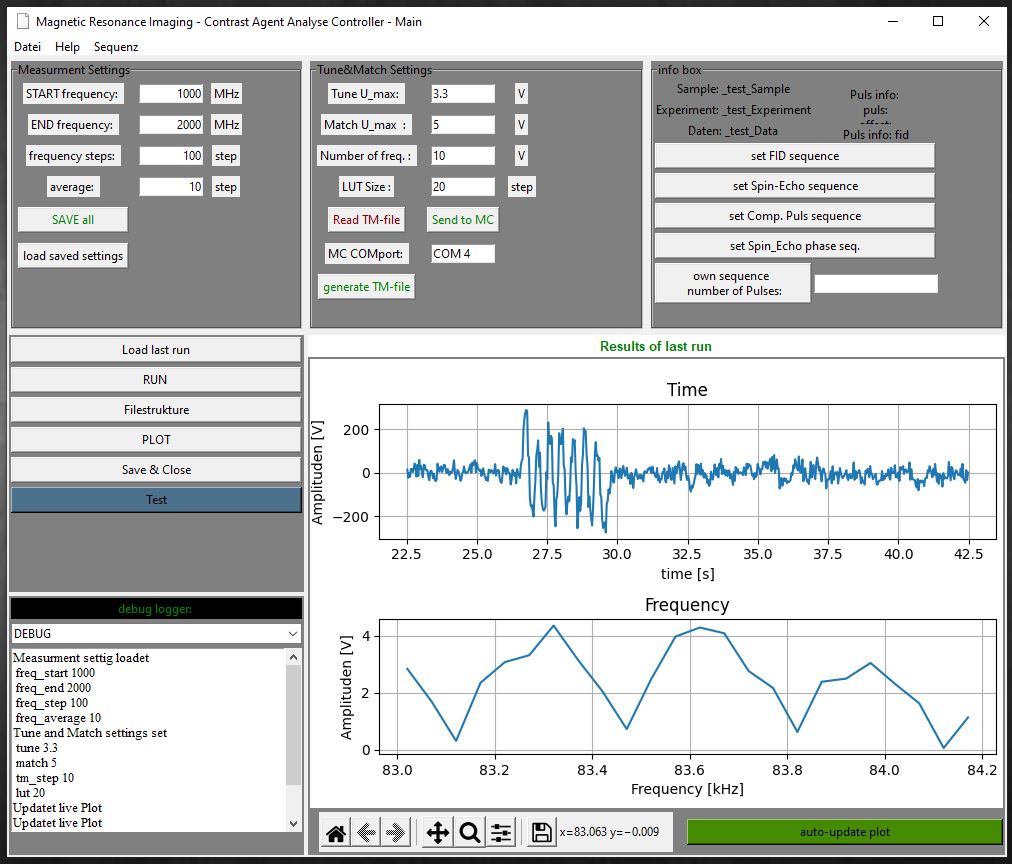 Magnetic Resonance Imaging - Contrast Agent Analyse Controller - Main
Datei Help Sequenz
Measurment Settings
START frequency: 1000 MHz
END frequency: 2000 MHz
frequency steps: 100 step
average: 10 step
SAVE all
load saved settings
Tune&Match Settings
Tune U_max: 3.3 V
Match U_max : 5 V
Number of freq. : 10 V
LUT Size : 20 step
Read TM-file Send to MC
MC COMport: COM 4
generate TM-file
info box
Sample: _test_Sample
Experiment: _test_Experiment
Daten: _test_Data
Puls info:
puls:
Puls info: fid
set FID sequence
set Spin-Echo sequence
set Comp. Puls sequence
set Spin_Echo phase seq.
own sequence
number of Pulses:
Load last run
RUN
Filestrukture
PLOT
Save & Close
Test
debug logger:
DEBUG
Measurment settig loadet
freq_start 1000
freq_end 2000
freq_step 100
freq_average 10
Tune and Match settings set
tune 3.3
match 5
tm_step 10
lut 20
Updatet live Plot
Updatet live Plot
Results of last run
Time
Amplituden [V]
200
0
−200
22.5 25.0 27.5 30.0 32.5 35.0 37.5 40.0 42.5
time [s]
Frequency
Amplituden [V]
4
2
0
83.0 83.2 83.4 83.6 83.8 84.0 84.2
Frequency [kHz]
x=83.063 y=−0.009
auto-update plot